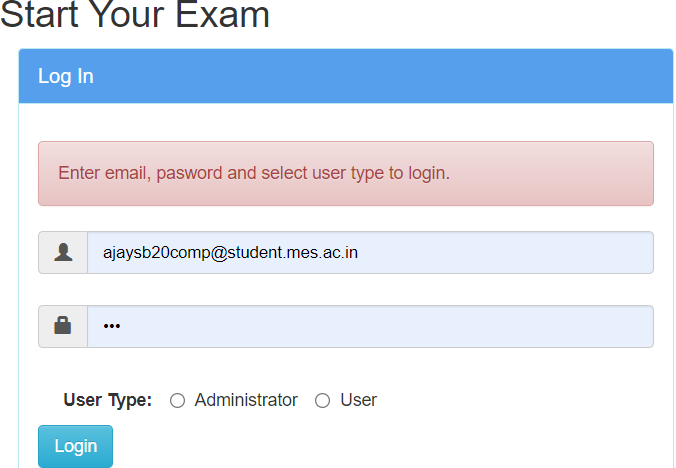 Start Your Exam
Log In
Enter email, pasword and select user type to login.
ajaysb20comp@student.mes.ac.in
•••
User Type: Administrator User
Login